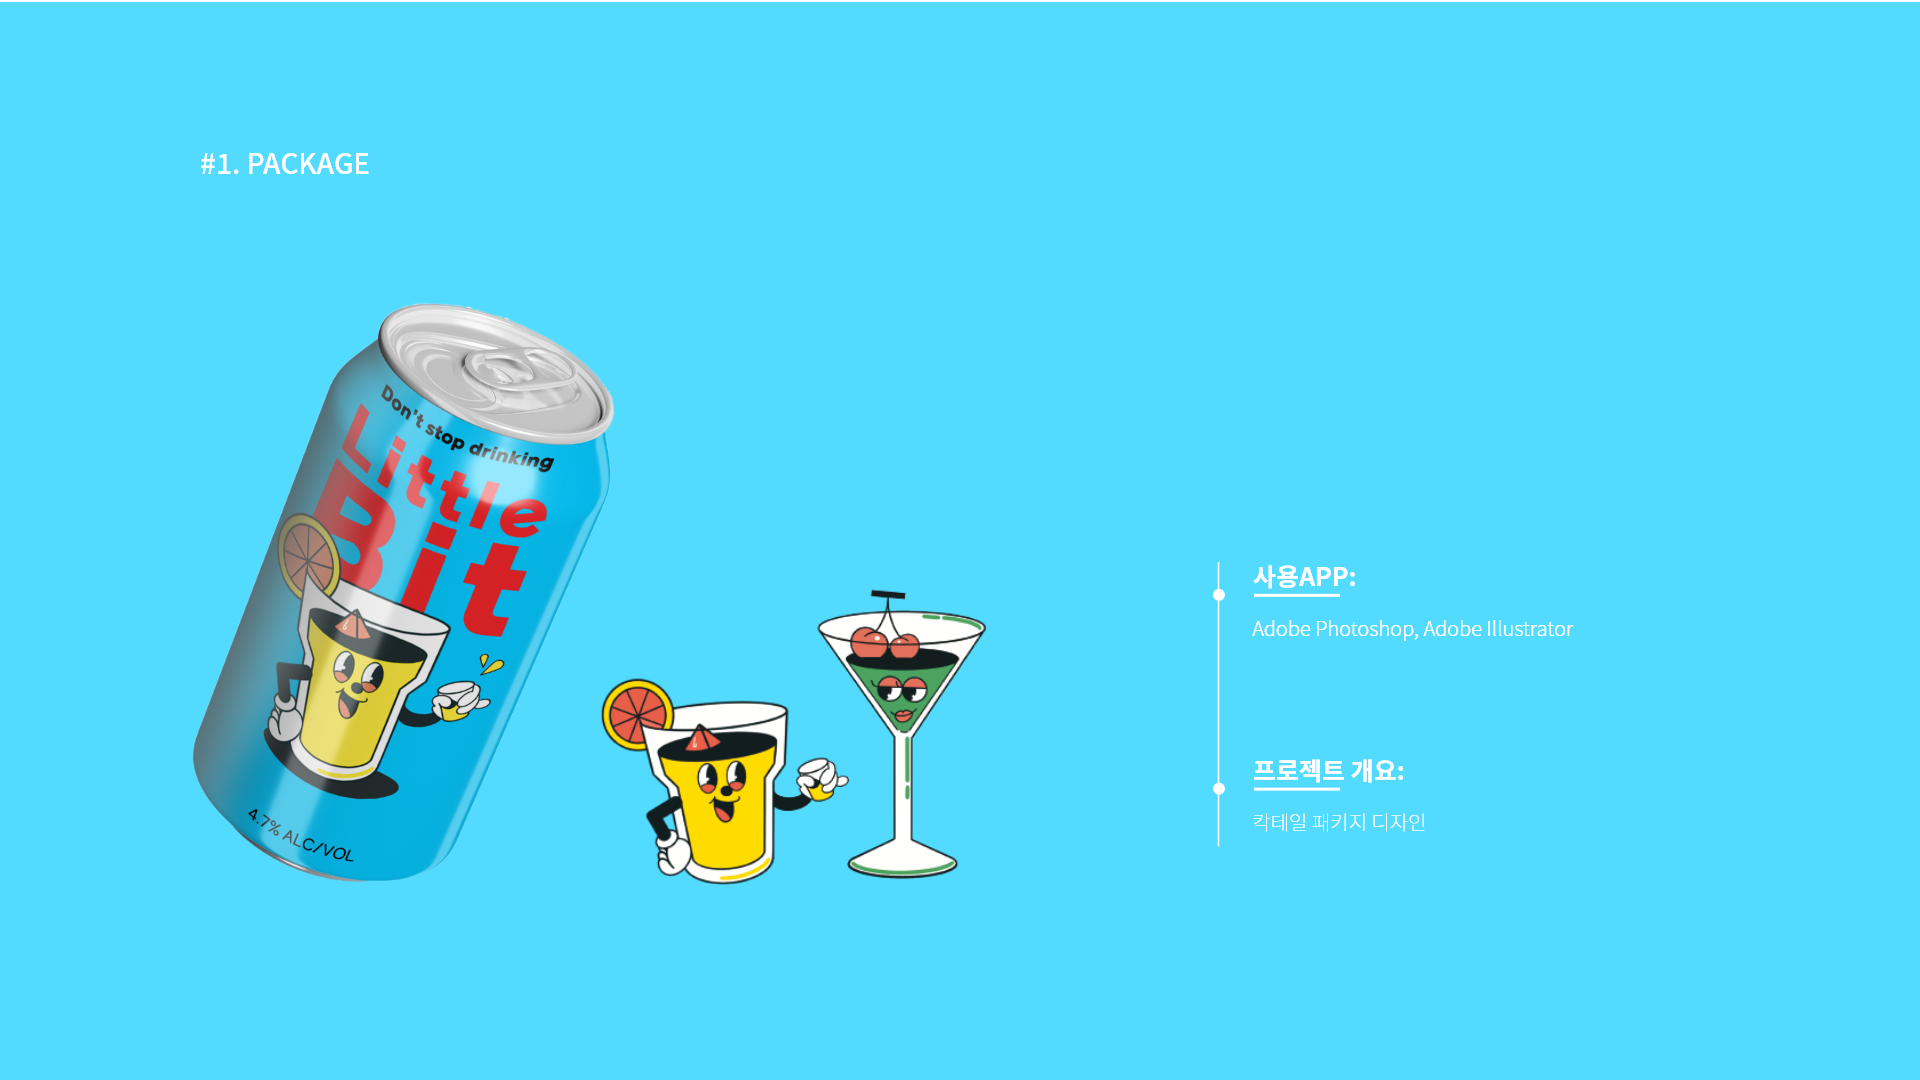 #1. PACKAGE
Don't stop drinking
Little
Bit
4.7% ALC/VOL
사용APP:
Adobe Photoshop, Adobe Illustrator
프로젝트 개요:
칵테일 패키지 디자인